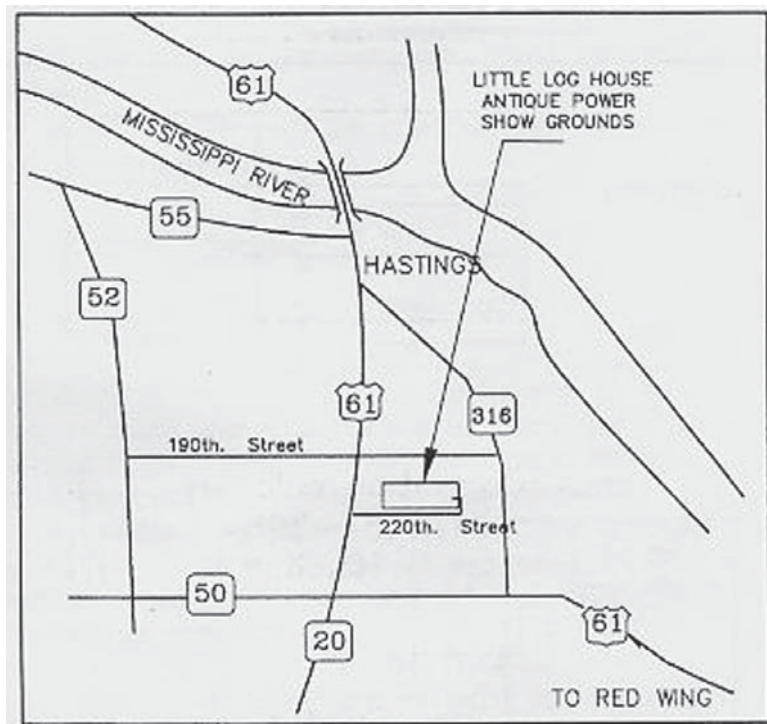 61
LITTLE LOG HOUSE
ANTIQUE POWER
SHOW GROUNDS
MISSISSIPPI RIVER
55
HASTINGS
52
61
316
190th. Street
220th. Street
50
20
61
TO RED WING